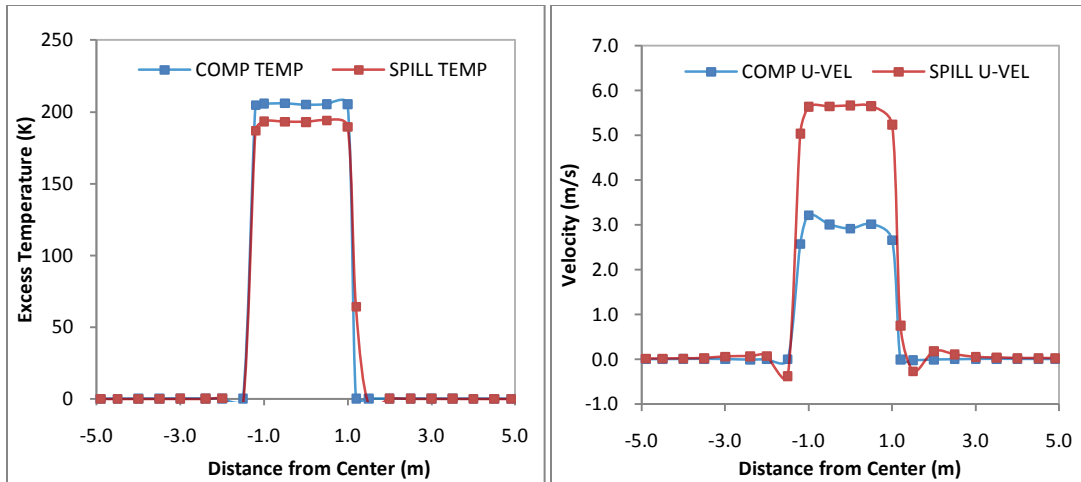 250
200
150
100
50
0
Excess Temperature (K)
COMP TEMP SPILL TEMP
-5.0 -3.0 -1.0 1.0 3.0 5.0
Distance from Center (m)
7.0
6.0
5.0
4.0
3.0
2.0
1.0
0.0
-1.0
Velocity (m/s)
COMP U-VEL SPILL U-VEL
-5.0 -3.0 -1.0 1.0 3.0 5.0
Distance from Center (m)